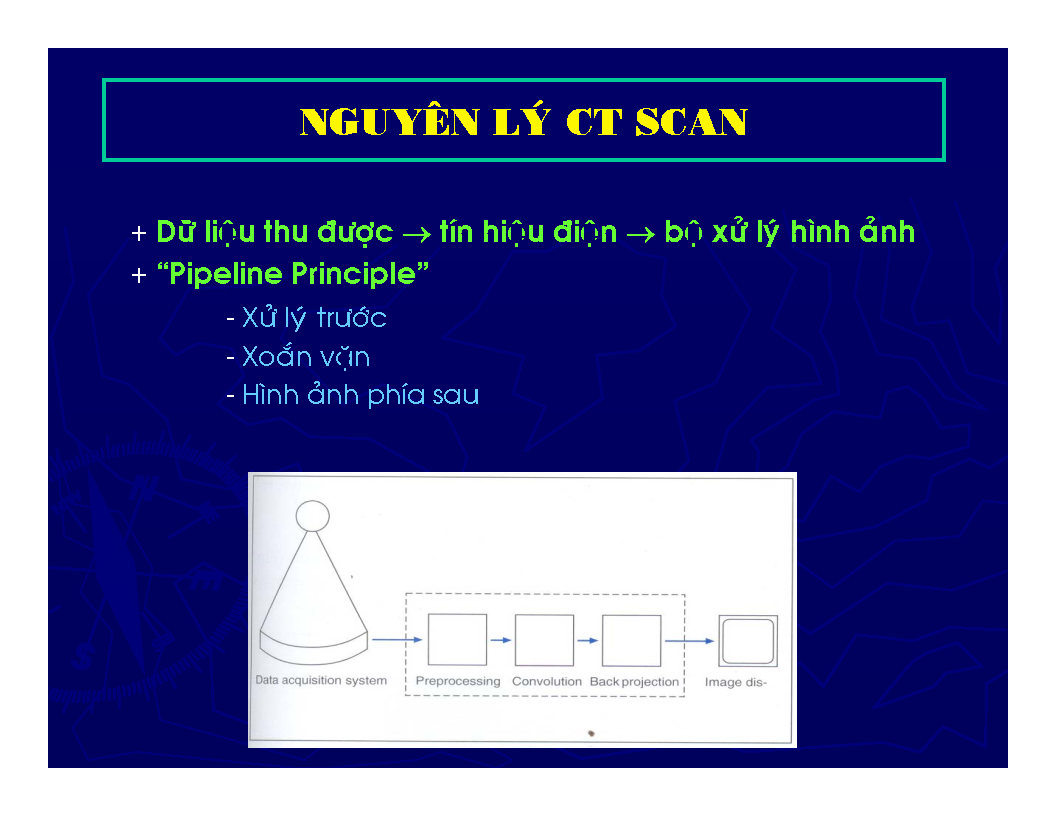 NGUYÊN LÝ CT SCAN
+ Dữ liệu thu được → tín hiệu điện → bộ xử lý hình ảnh
+ “Pipeline Principle”
- Xử lý trước
- Xoắn vặn
- Hình ảnh phía sau
Data acquisition system
Preprocessing
Convolution
Back projection
Image dis-
N
S